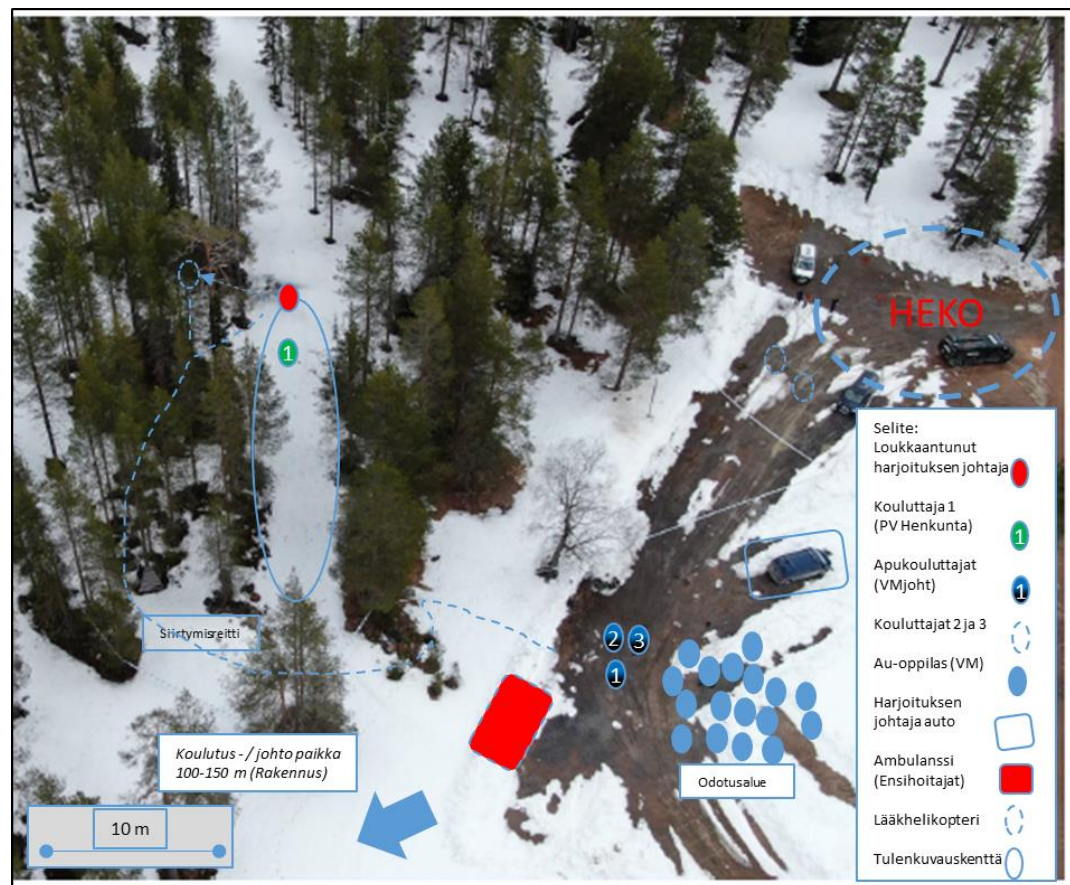 HEKO
1
Siirtymisreitti
2
3
1
Koulutus - / johto paikka
100-150 m (Rakennus)
Odotusalue
10 m
Selite:
Loukkaantunut
harjoituksen johtaja
Kouluttaja 1
(PV Henkunta)
1
Apukouluttajat
(VMjoht)
1
Kouluttajat 2 ja 3
Au-oppilas (VM)
Harjoituksen
johtaja auto
Ambulanssi
(Ensihoitajat)
Lääkhelikopteri
Tulenkuvauskenttä